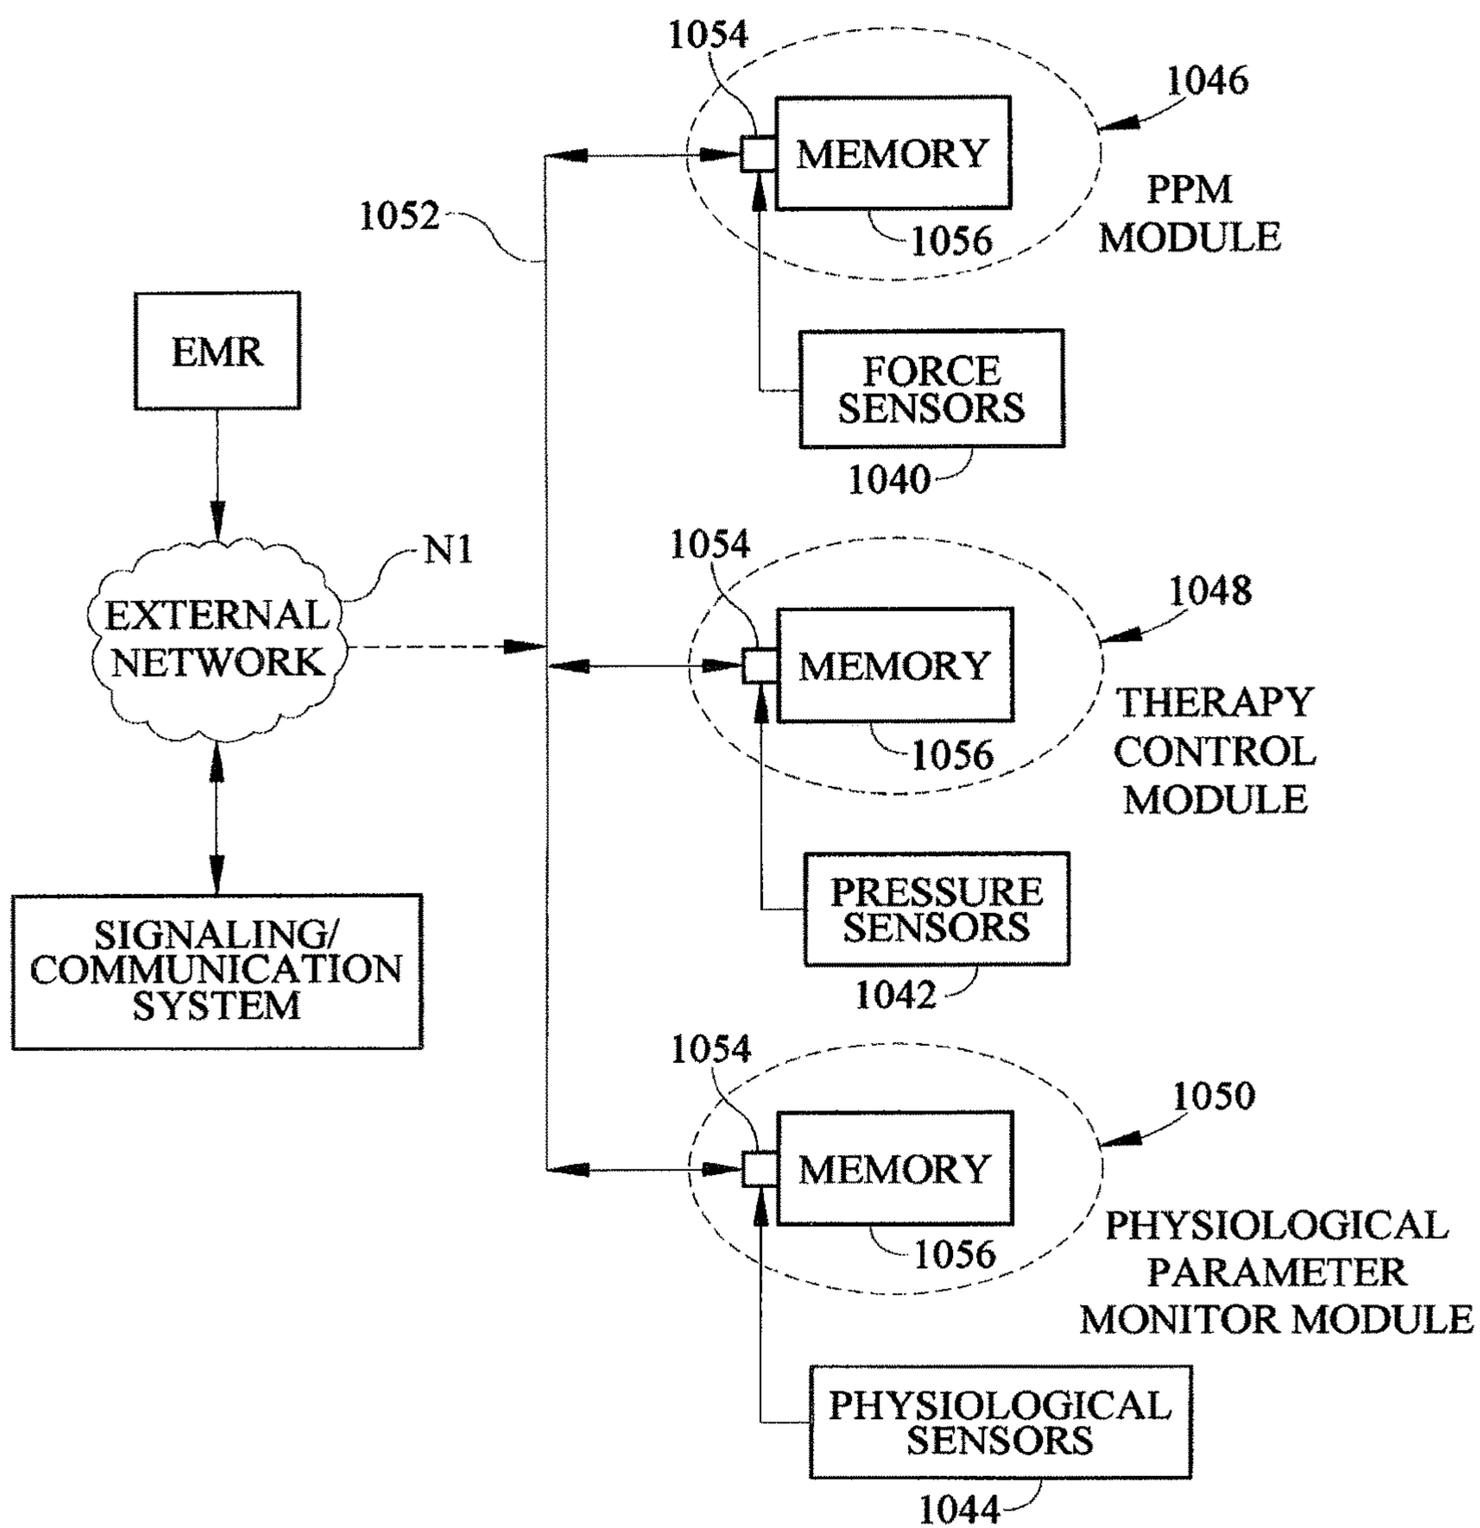 1054
1046
MEMORY
PPM
MODULE
1052
1056
EMR
FORCE
SENSORS
1040
N1
1054
1048
EXTERNAL
NETWORK
MEMORY
THERAPY
CONTROL
MODULE
1056
PRESSURE
SENSORS
1042
SIGNALING/
COMMUNICATION
SYSTEM
1054
1050
MEMORY
1056
PHYSIOLOGICAL
PARAMETER
MONITOR MODULE
PHYSIOLOGICAL
SENSORS
1044